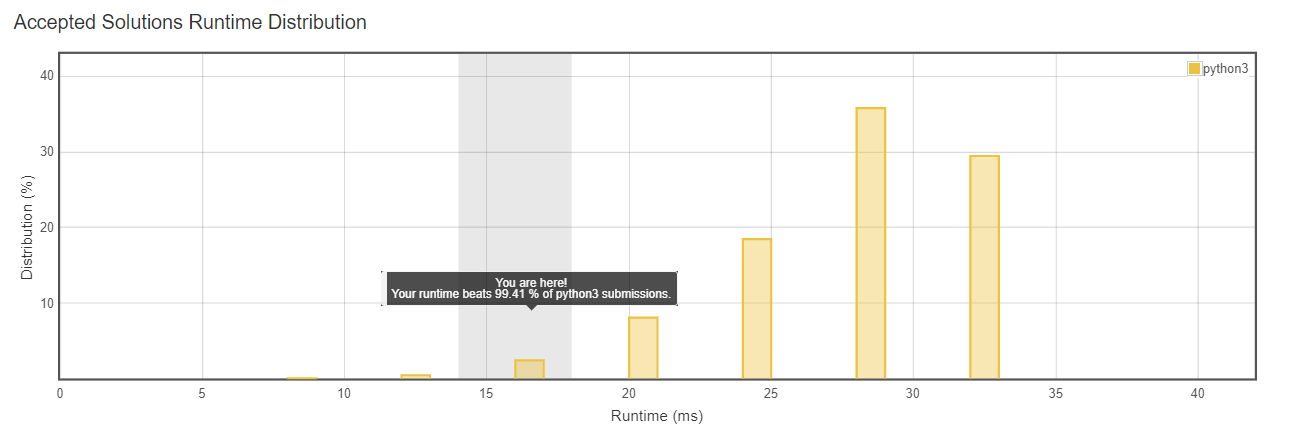 Accepted Solutions Runtime Distribution
python3
40
30
20
10
Distribution (%)
You are here!
Your runtime beats 99.41 % of python3 submissions.
0 5 10 15 20 25 30 35 40
Runtime (ms)